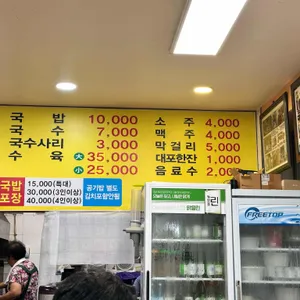 국 밥 10,000
국 수 7,000
국수사리 3,000
수 육 大 35,000
小 25,000
소 주 4,000
맥 주 4,000
막걸리 5,000
대포한잔 1,000
음료수 2,000
국밥
포장
15,000(특대)
30,000(3인이상)
40,000(4인이상)
공기밥 별도
김치포함안됨
FREETOP